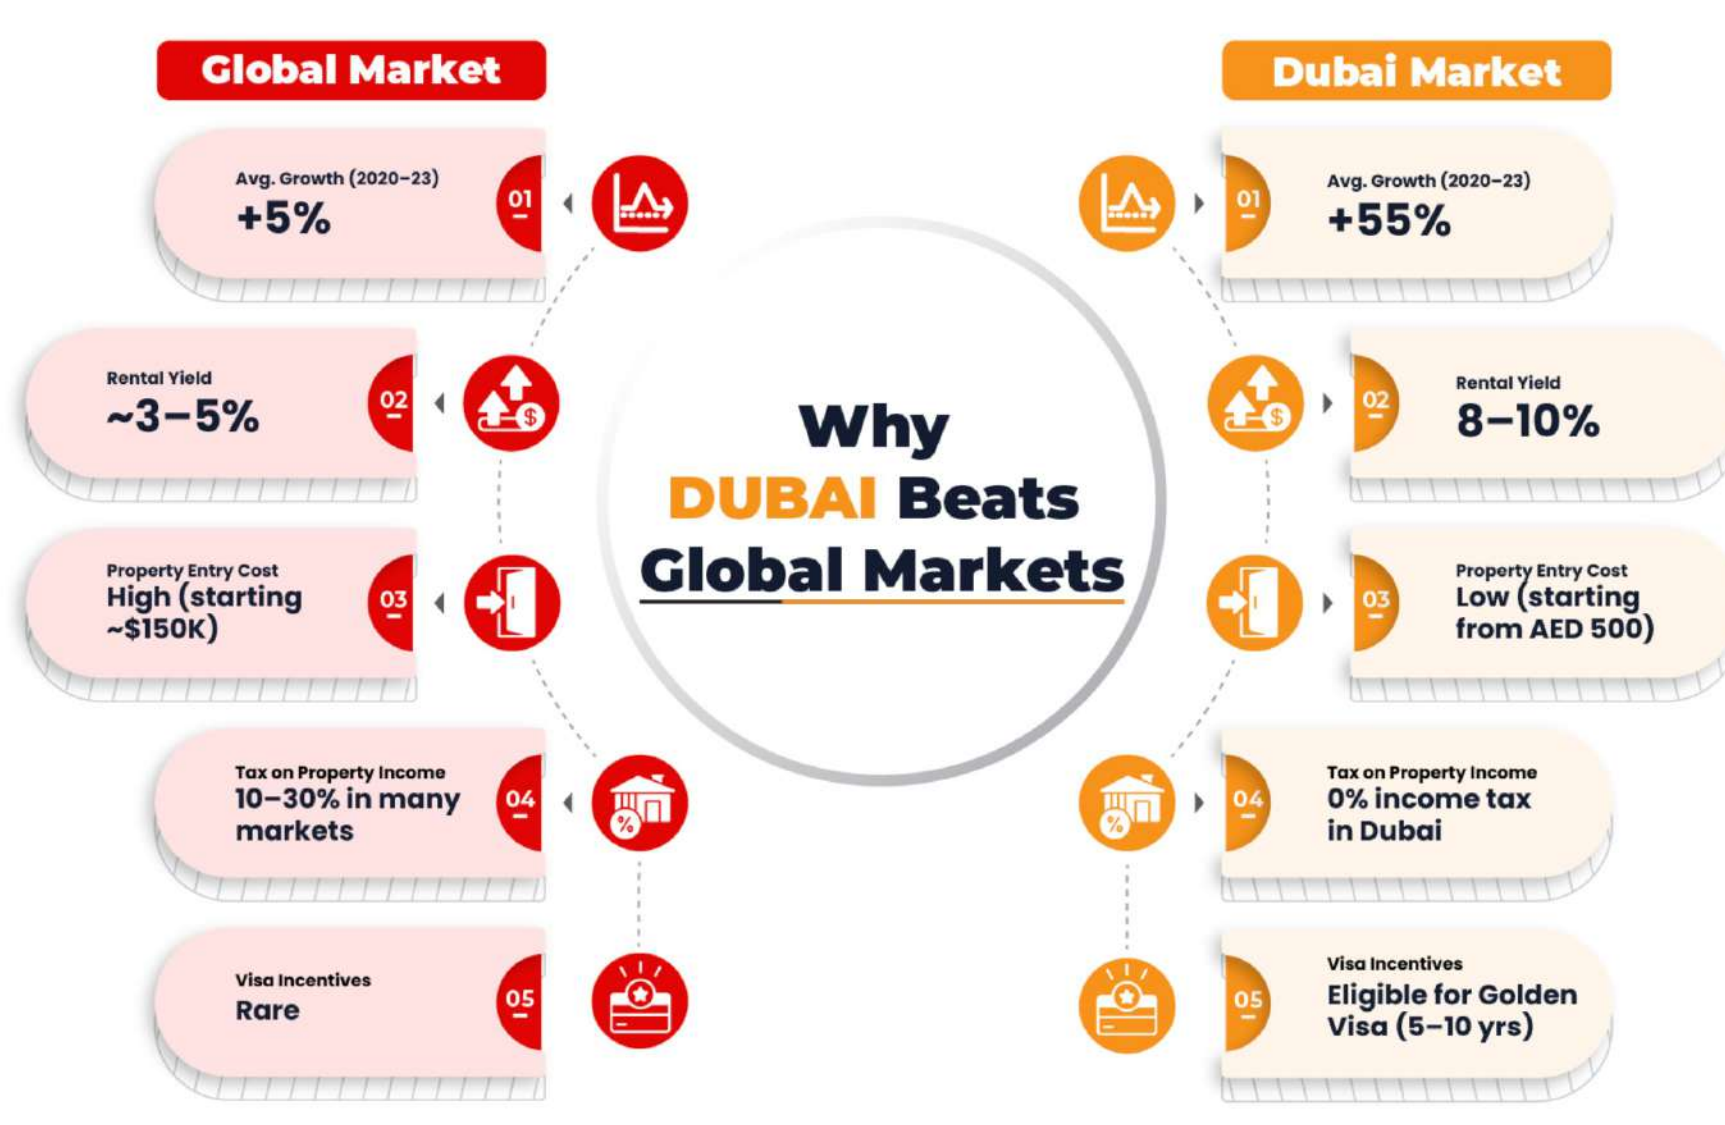 Global Market
Avg. Growth (2020–23)
+5%
01
Rental Yield
~3–5%
02
Property Entry Cost
High (starting
~$150K)
03
Tax on Property Income
10–30% in many
markets
04
Visa Incentives
Rare
05
Why
DUBAI Beats
Global Markets
Dubai Market
01
Avg. Growth (2020–23)
+55%
02
Rental Yield
8–10%
03
Property Entry Cost
Low (starting
from AED 500)
04
Tax on Property Income
0% income tax
in Dubai
05
Visa Incentives
Eligible for Golden
Visa (5–10 yrs)